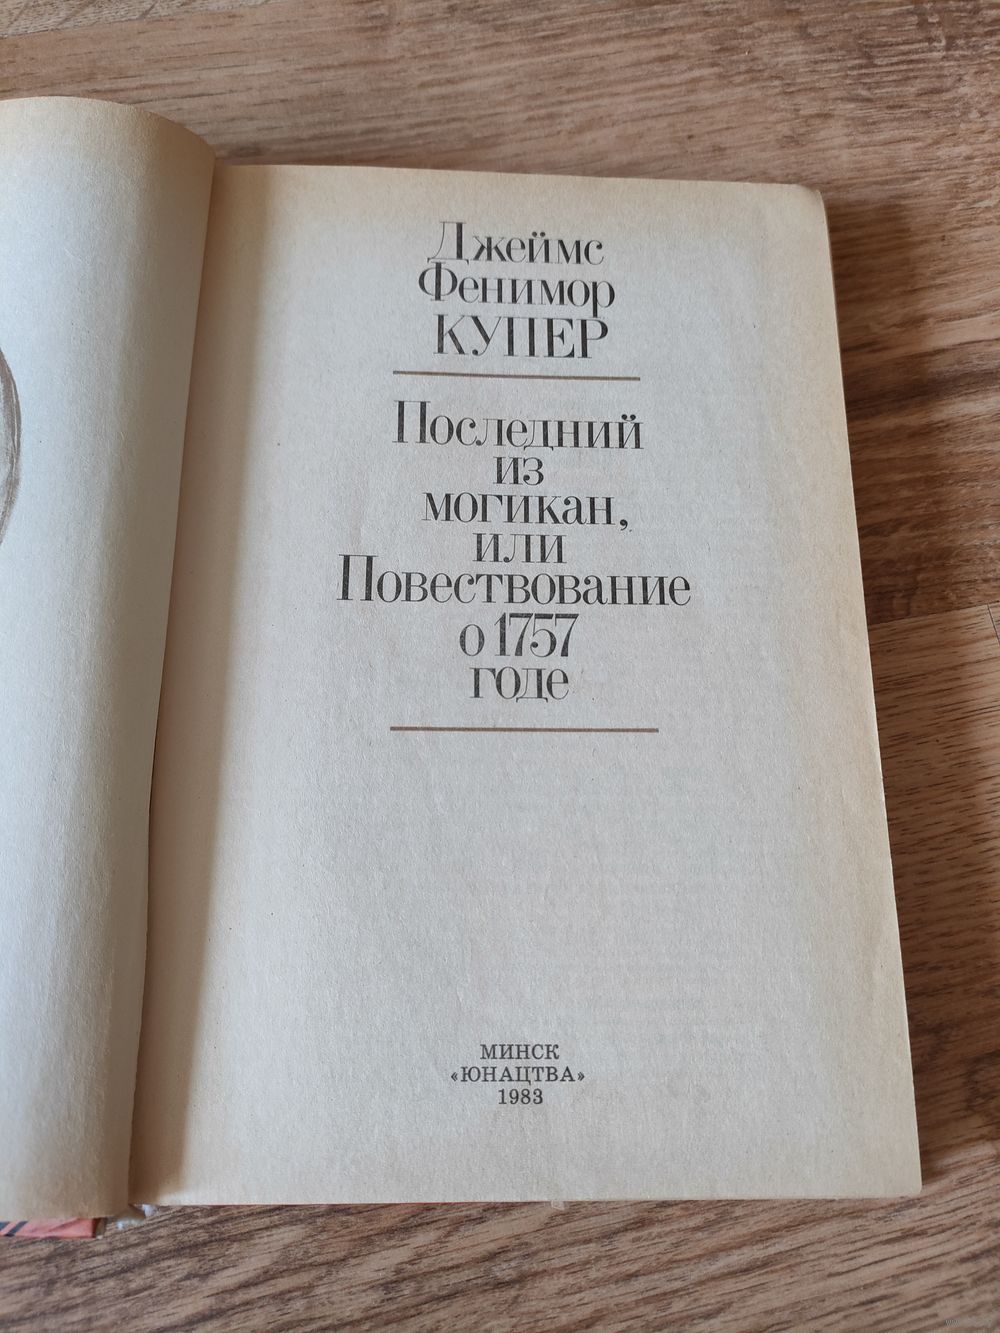 Джеймс
Фенимор
КУПЕР
Последний
из
могикан,
или
Повествование
о 1757
годе
МИНСК
«ЮНАЦТВА»
1983